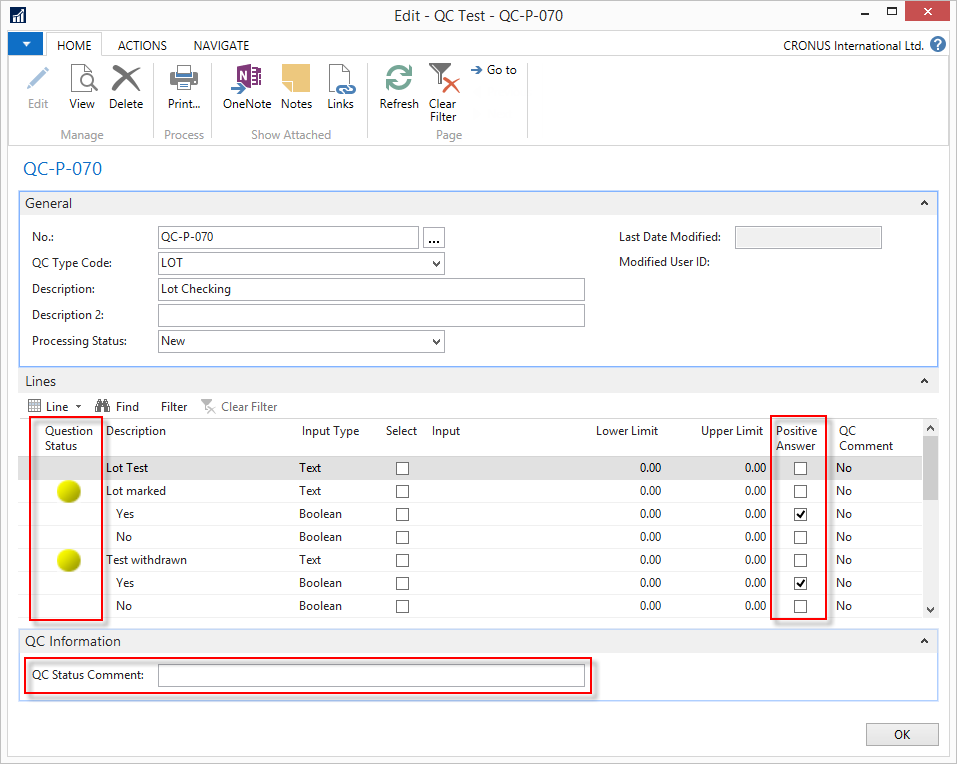 Edit - QC Test - QC-P-070
HOME ACTIONS NAVIGATE CRONUS International Ltd. ?
Edit View Delete Print... OneNote Notes Links Refresh Clear Filter
Go to
Manage Process Show Attached Page
QC-P-070
General
No.: QC-P-070 ... Last Date Modified:
QC Type Code: LOT Modified User ID:
Description: Lot Checking
Description 2:
Processing Status: New
Lines
Line Find Filter Clear Filter
Question Status Description Input Type Select Input Lower Limit Upper Limit Positive Answer QC Comment
Lot Test Text 0.00 0.00 No
Lot marked Text 0.00 0.00 No
Yes Boolean 0.00 0.00 No
No Boolean 0.00 0.00 No
Test withdrawn Text 0.00 0.00 No
Yes Boolean 0.00 0.00 No
No Boolean 0.00 0.00 No
QC Information
QC Status Comment:
OK